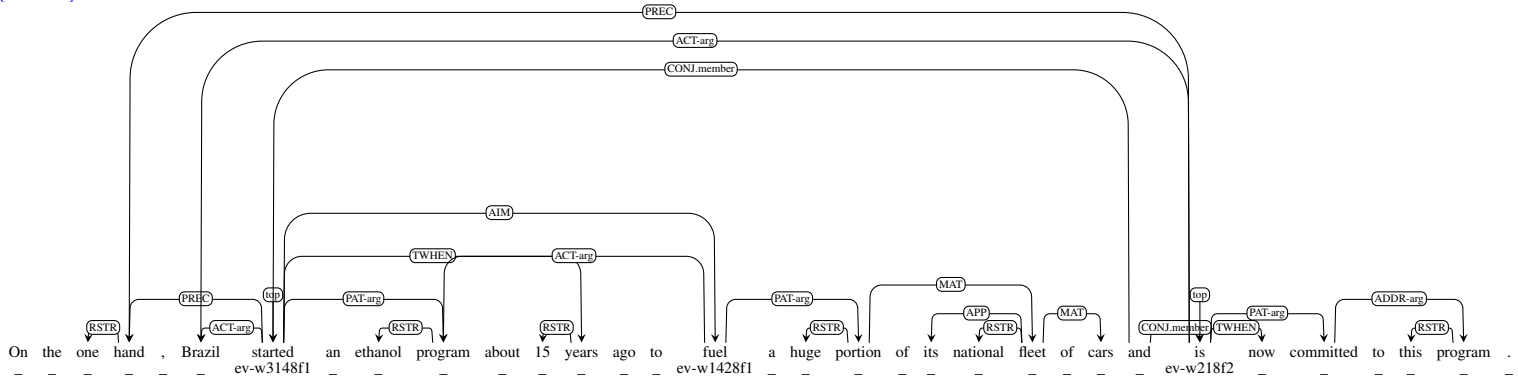 PREC
ACT-arg
CONJ.member
AIM
TWHEN ACT-arg
MAT
PREC top PAT-arg PAT-arg top ADDR-arg
PAT-arg APP MAT
RSTR ACT-arg RSTR RSTR RSTR RSTR CONJ.member TWHEN RSTR
On the one hand , Brazil started an ethanol program about 15 years ago to fuel a huge portion of its national fleet of cars and is now committed to this program .
_ _ _ _ _ _ ev-w3148f1 _ _ _ _ _ _ _ _ ev-w1428f1 _ _ _ _ _ _ _ _ _ _ ev-w218f2 _ _ _ _ _ _